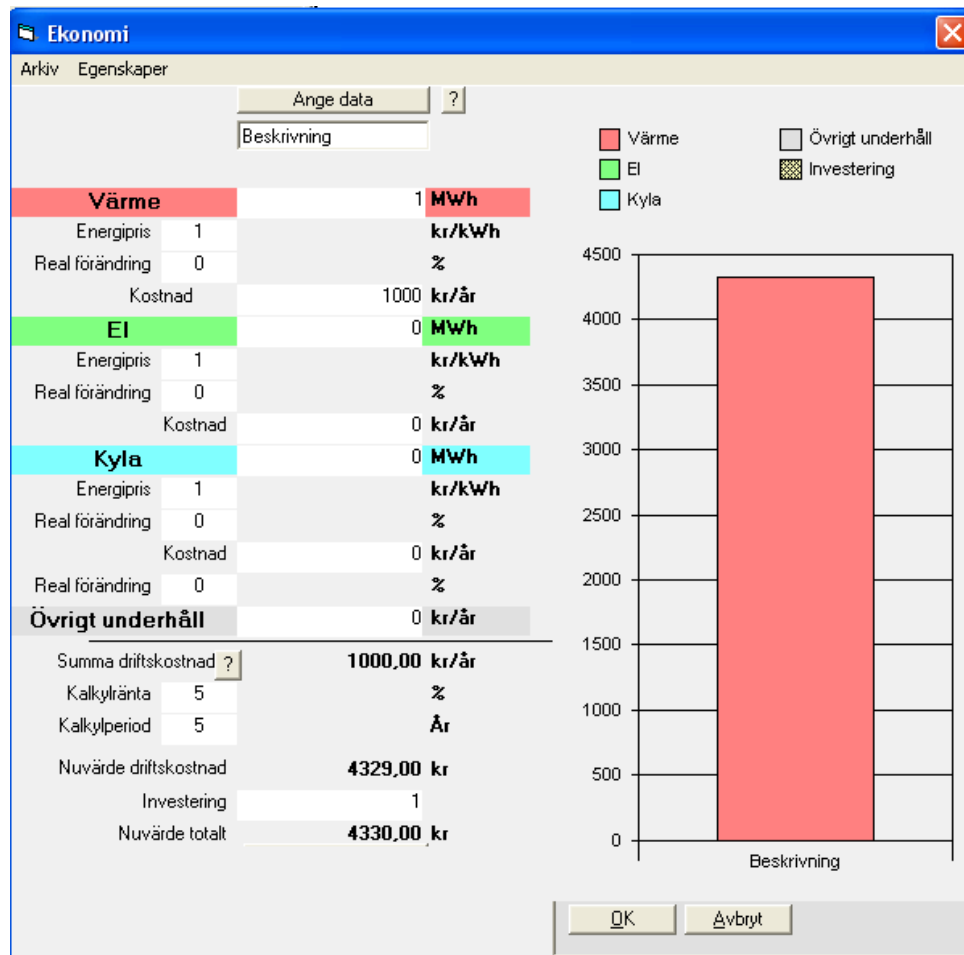 Ekonomi
Arkiv Egenskaper
Ange data ?
Beskrivning
Värme 1 MWh
Energipris 1 kr/kWh
Real förändring 0 %
Kostnad 1000 kr/år
El 0 MWh
Energipris 1 kr/kWh
Real förändring 0 %
Kostnad 0 kr/år
Kyla 0 MWh
Energipris 1 kr/kWh
Real förändring 0 %
Kostnad 0 kr/år
Real förändring 0 %
Övrigt underhåll 0 kr/år
Summa driftskostnad ? 1000,00 kr/år
Kalkylränta 5 %
Kalkylperiod 5 År
Nuvärde driftskostnad 4329,00 kr
Investering 1
Nuvärde totalt 4330,00 kr
Värme Övrigt underhåll
El Investering
Kyla
4500
4000
3500
3000
2500
2000
1500
1000
500
0
Beskrivning
OK Avbryt